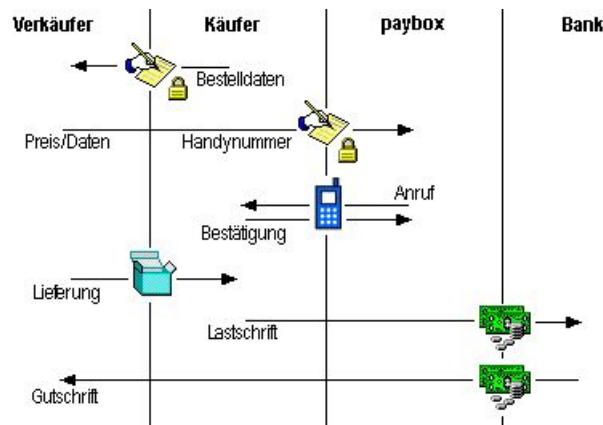 Verkäufer Käufer paybox Bank
Bestelldaten
Preis/Daten Handynummer
Anruf
Bestätigung
Lieferung
Lastschrift
Gutschrift